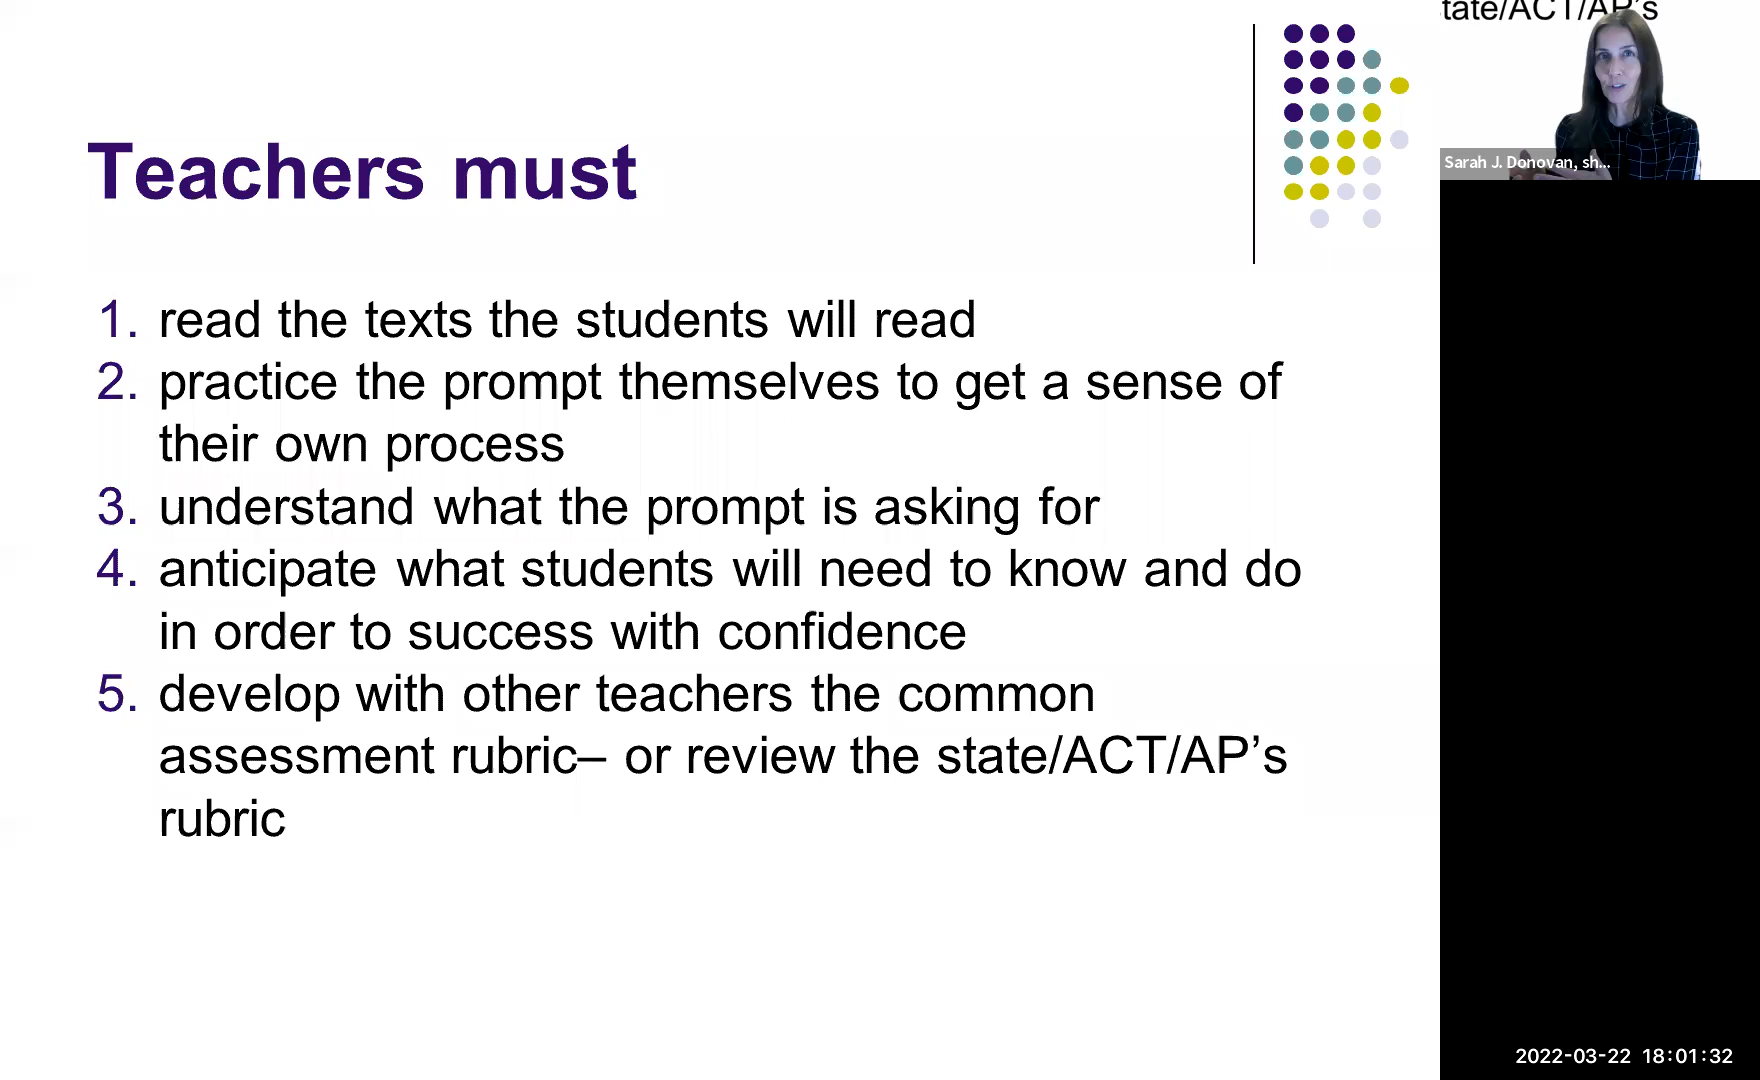 tate/ACT/AP's
Teachers must
Sarah J. Donovan, sh...
1. read the texts the students will read
2. practice the prompt themselves to get a sense of
their own process
3. understand what the prompt is asking for
4. anticipate what students will need to know and do
in order to success with confidence
5. develop with other teachers the common
assessment rubric– or review the state/ACT/AP’s
rubric
2022-03-22 18:01:32